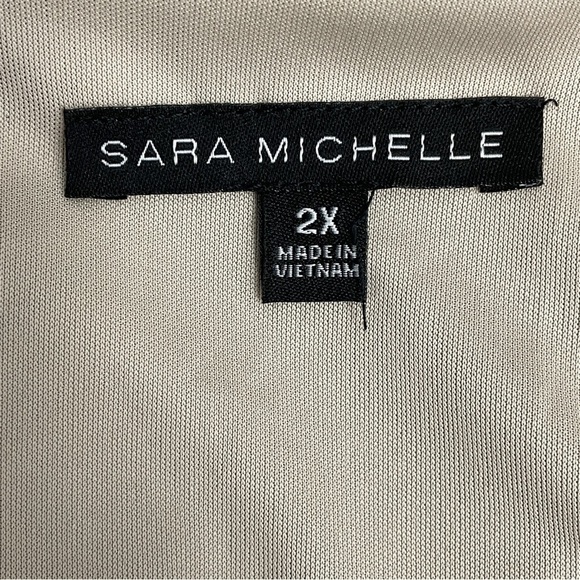 SARA MICHELLE
2X
MADE IN
VIETNAM